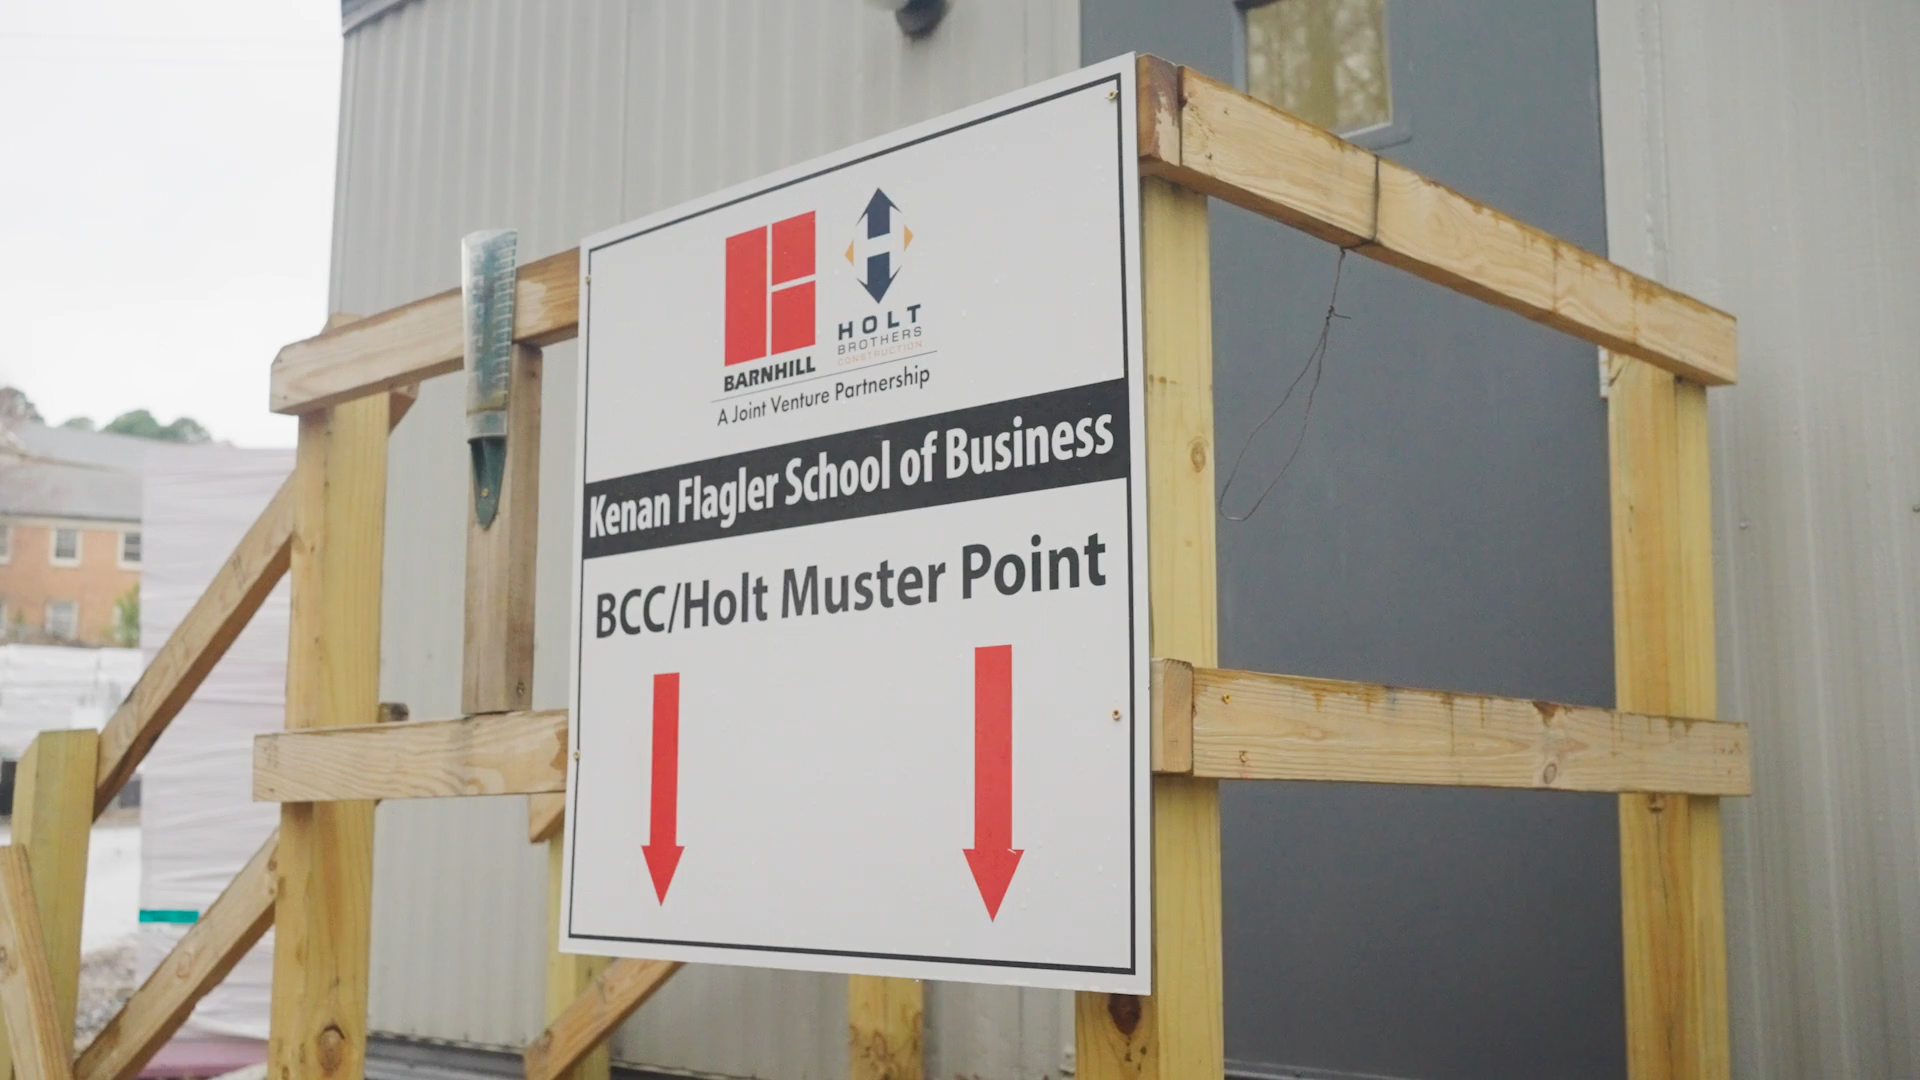 BARNHILL
HOLT
BROTHERS
CONSTRUCTION
A Joint Venture Partnership
Kenan Flagler School of Business
BCC/Holt Muster Point